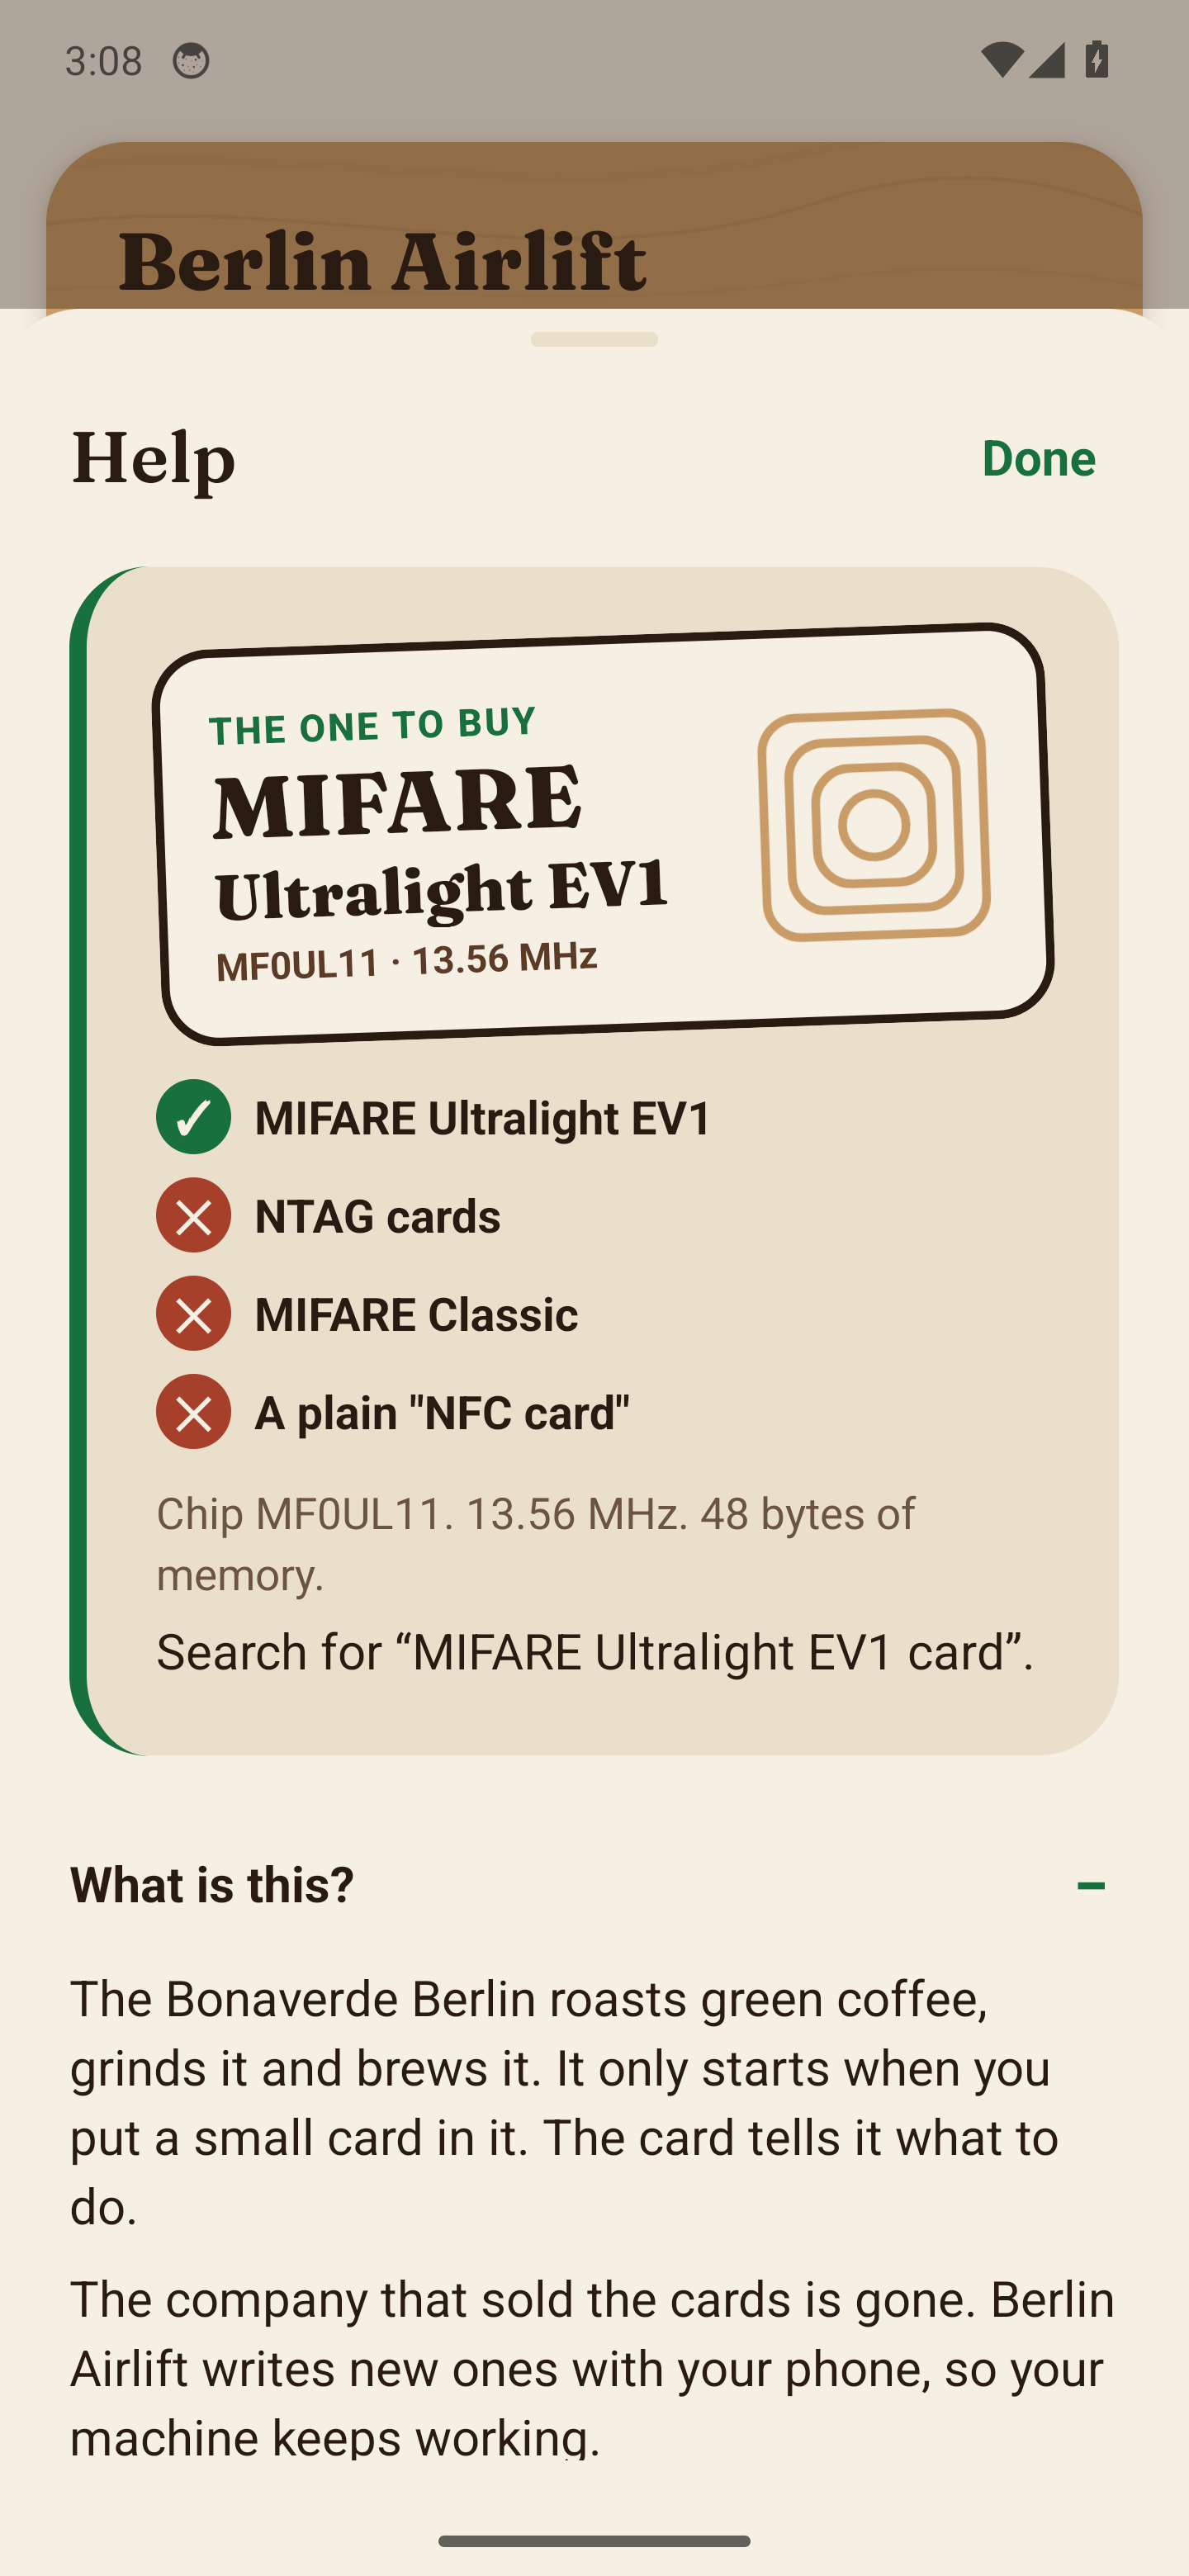 3:08
Berlin Airlift
Help
Done
THE ONE TO BUY
MIFARE
Ultralight EV1
MF0UL11 · 13.56 MHz
✓ MIFARE Ultralight EV1
× NTAG cards
× MIFARE Classic
× A plain "NFC card"
Chip MF0UL11. 13.56 MHz. 48 bytes of
memory.
Search for “MIFARE Ultralight EV1 card”.
What is this?
–
The Bonaverde Berlin roasts green coffee,
grinds it and brews it. It only starts when you
put a small card in it. The card tells it what to
do.
The company that sold the cards is gone. Berlin
Airlift writes new ones with your phone, so your
machine keeps working.